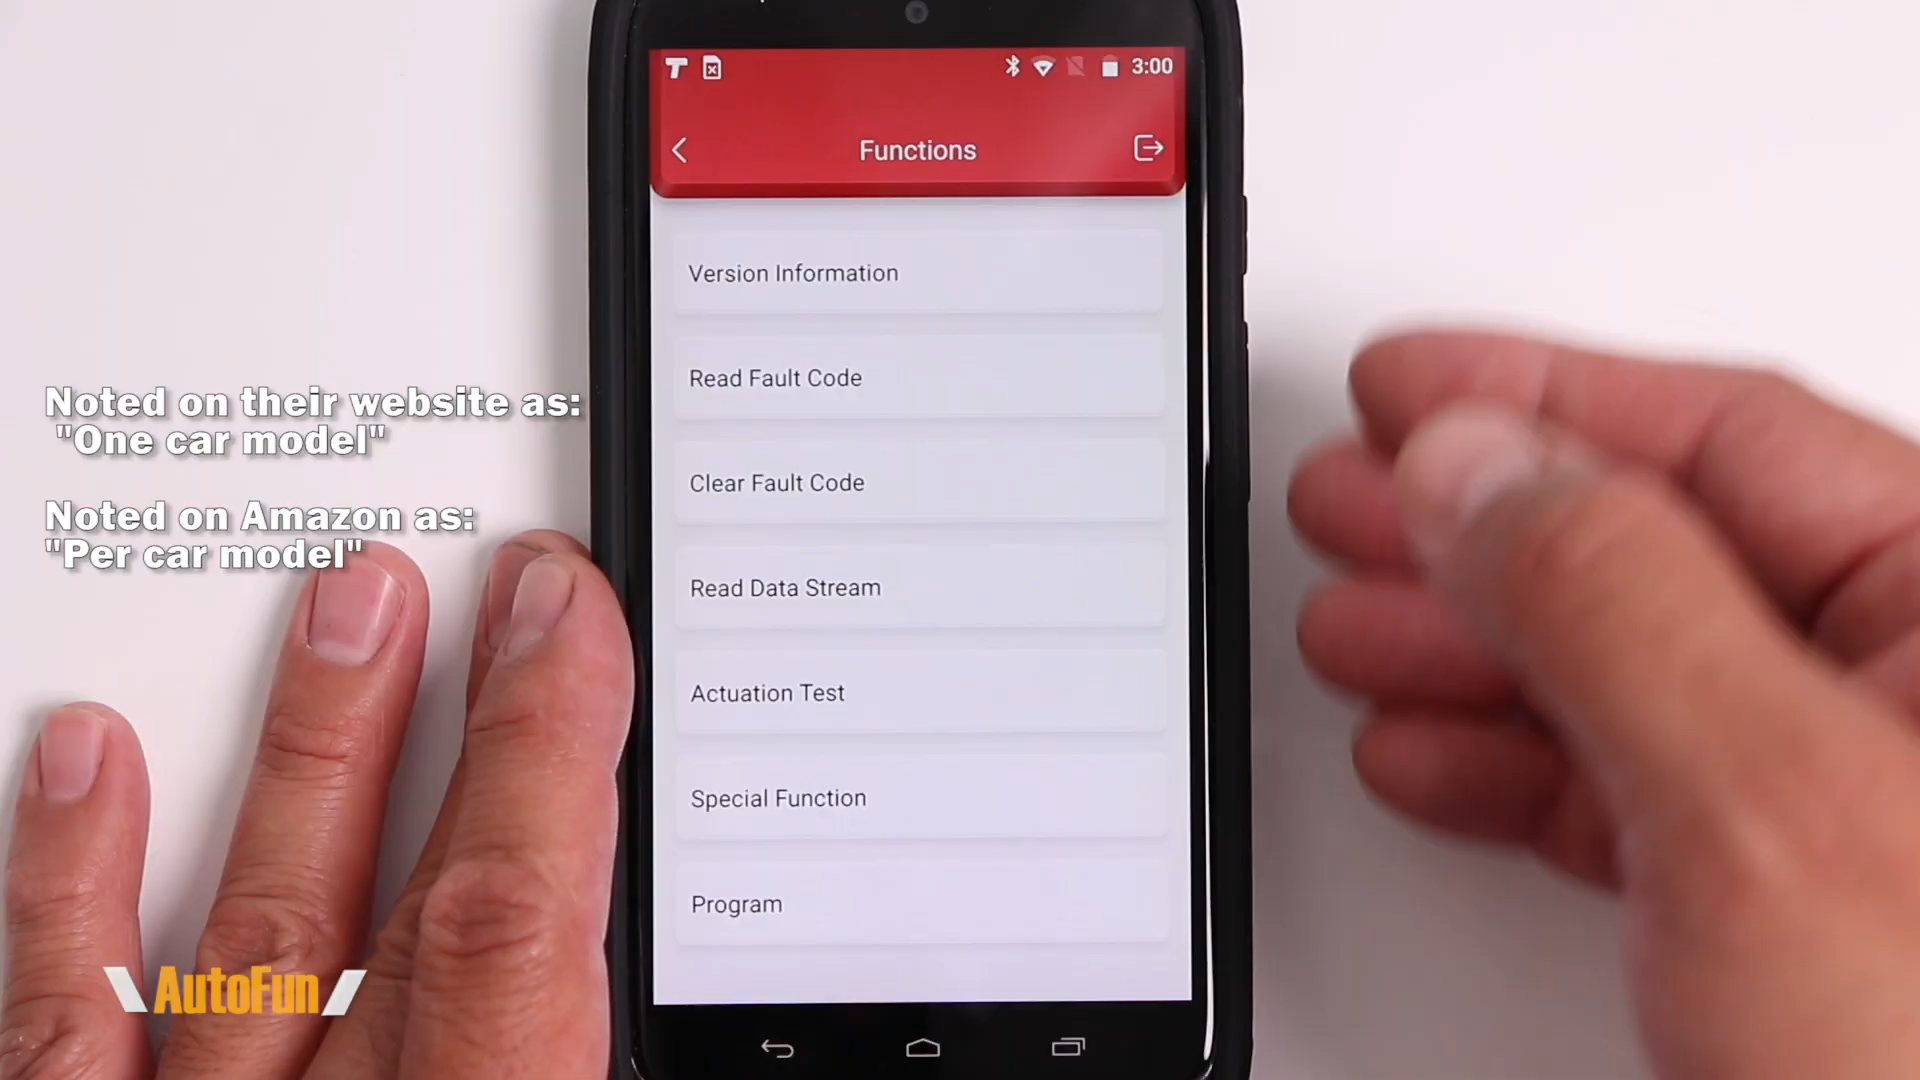 3:00
Functions
Version Information
Read Fault Code
Clear Fault Code
Read Data Stream
Actuation Test
Special Function
Program
Noted on their website as:
"One car model"
Noted on Amazon as:
"Per car model"
AutoFun